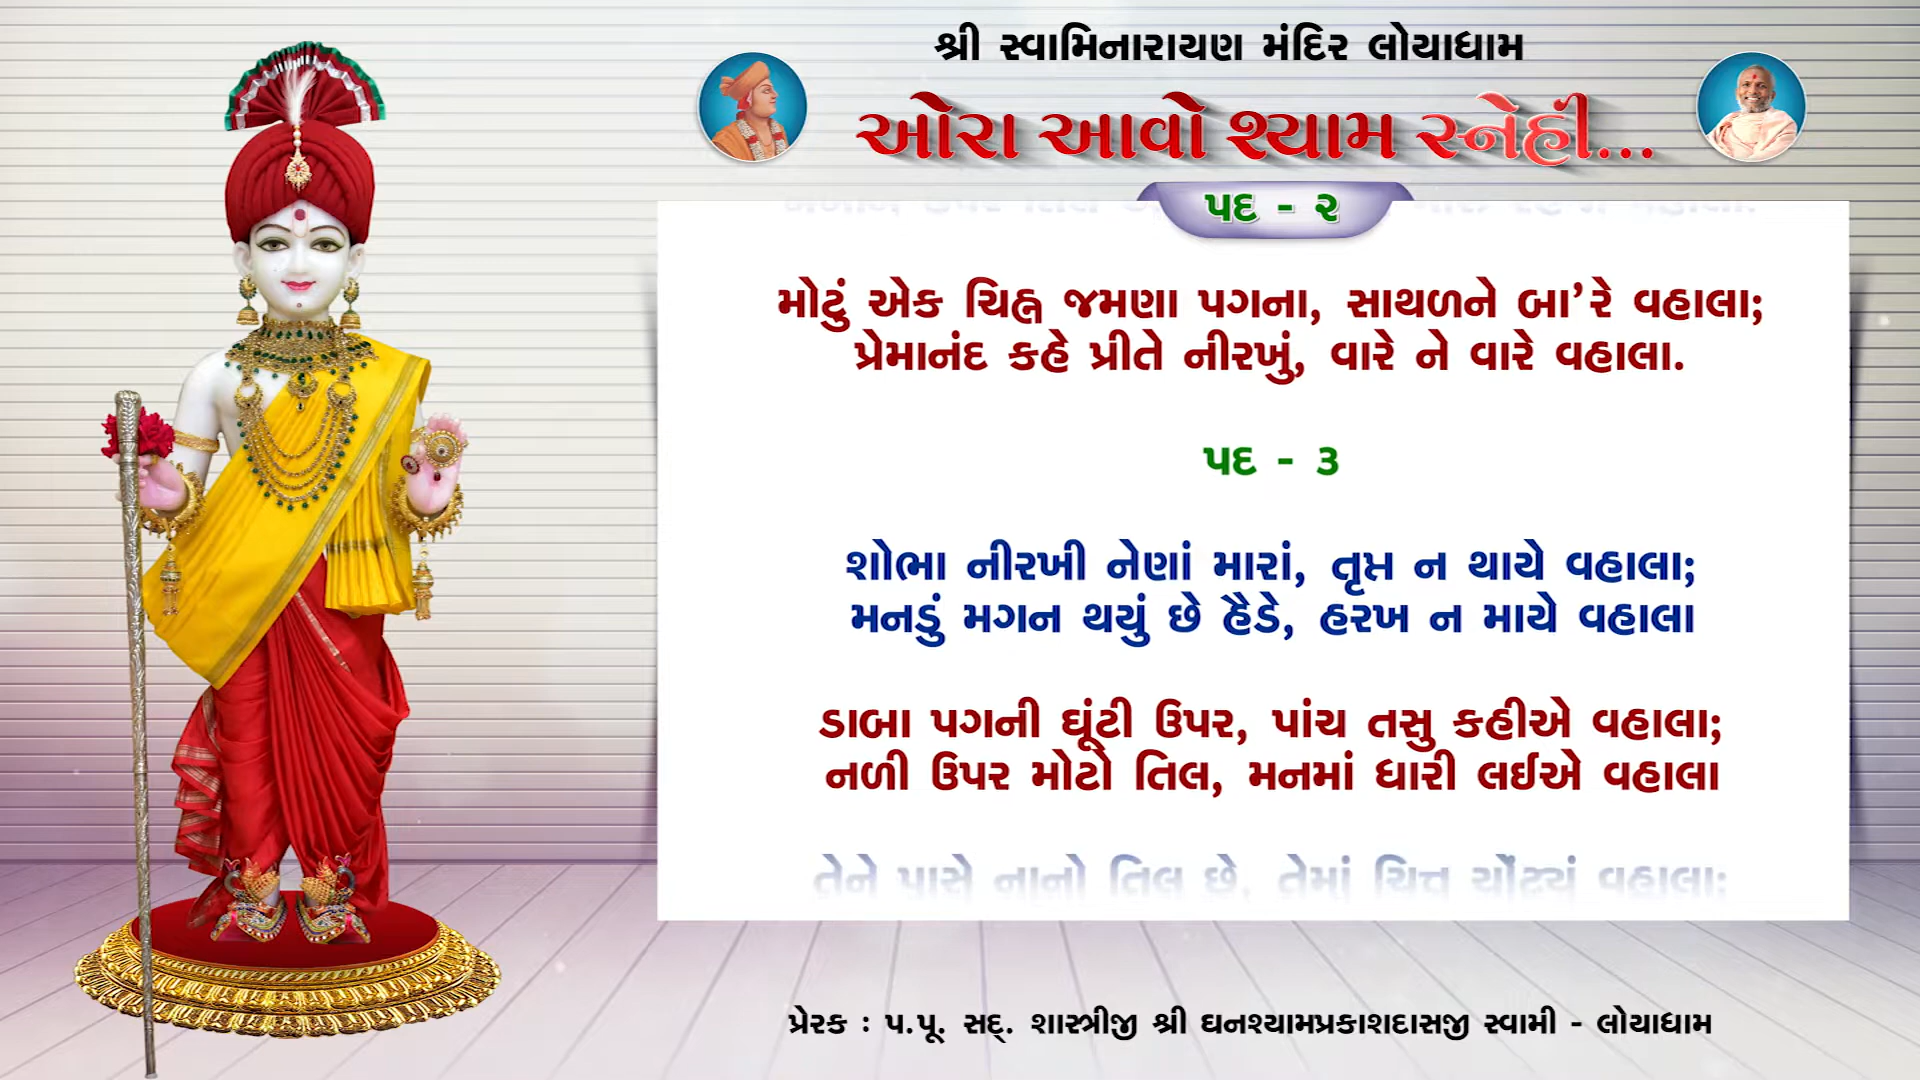 શ્રી સ્વામિનારાયણ મંદિર લોયાધામ
ઓરા આવો શ્યામ સ્નેહી...
પદ - ૨
મોટું એક ચિહ્ન જમણા પગના, સાથળને બા’રે વહાલા;
પ્રેમાનંદ કહે પ્રીતે નીરખું, વારે ને વારે વહાલા.
પદ - ૩
શોભા નીરખી નેણાં મારાં, તૃપ્ત ન થાયે વહાલા;
મનડું મગન થયું છે હૈડે, હરખ ન માયે વહાલા
ડાબા પગની ઘૂંટી ઉપર, પાંચ તસુ કહીએ વહાલા;
નળી ઉપર મોટો તિલ, મનમાં ધારી લઈએ વહાલા
તેને પાસે નાનો તિલ છે, તેમાં ચિત્ત ચોંટ્યું વહાલા;
પ્રેરક : પ.પૂ. સદ્. શાસ્ત્રીજી શ્રી ઘનશ્યામપ્રકાશદાસજી સ્વામી - લોયાધામ